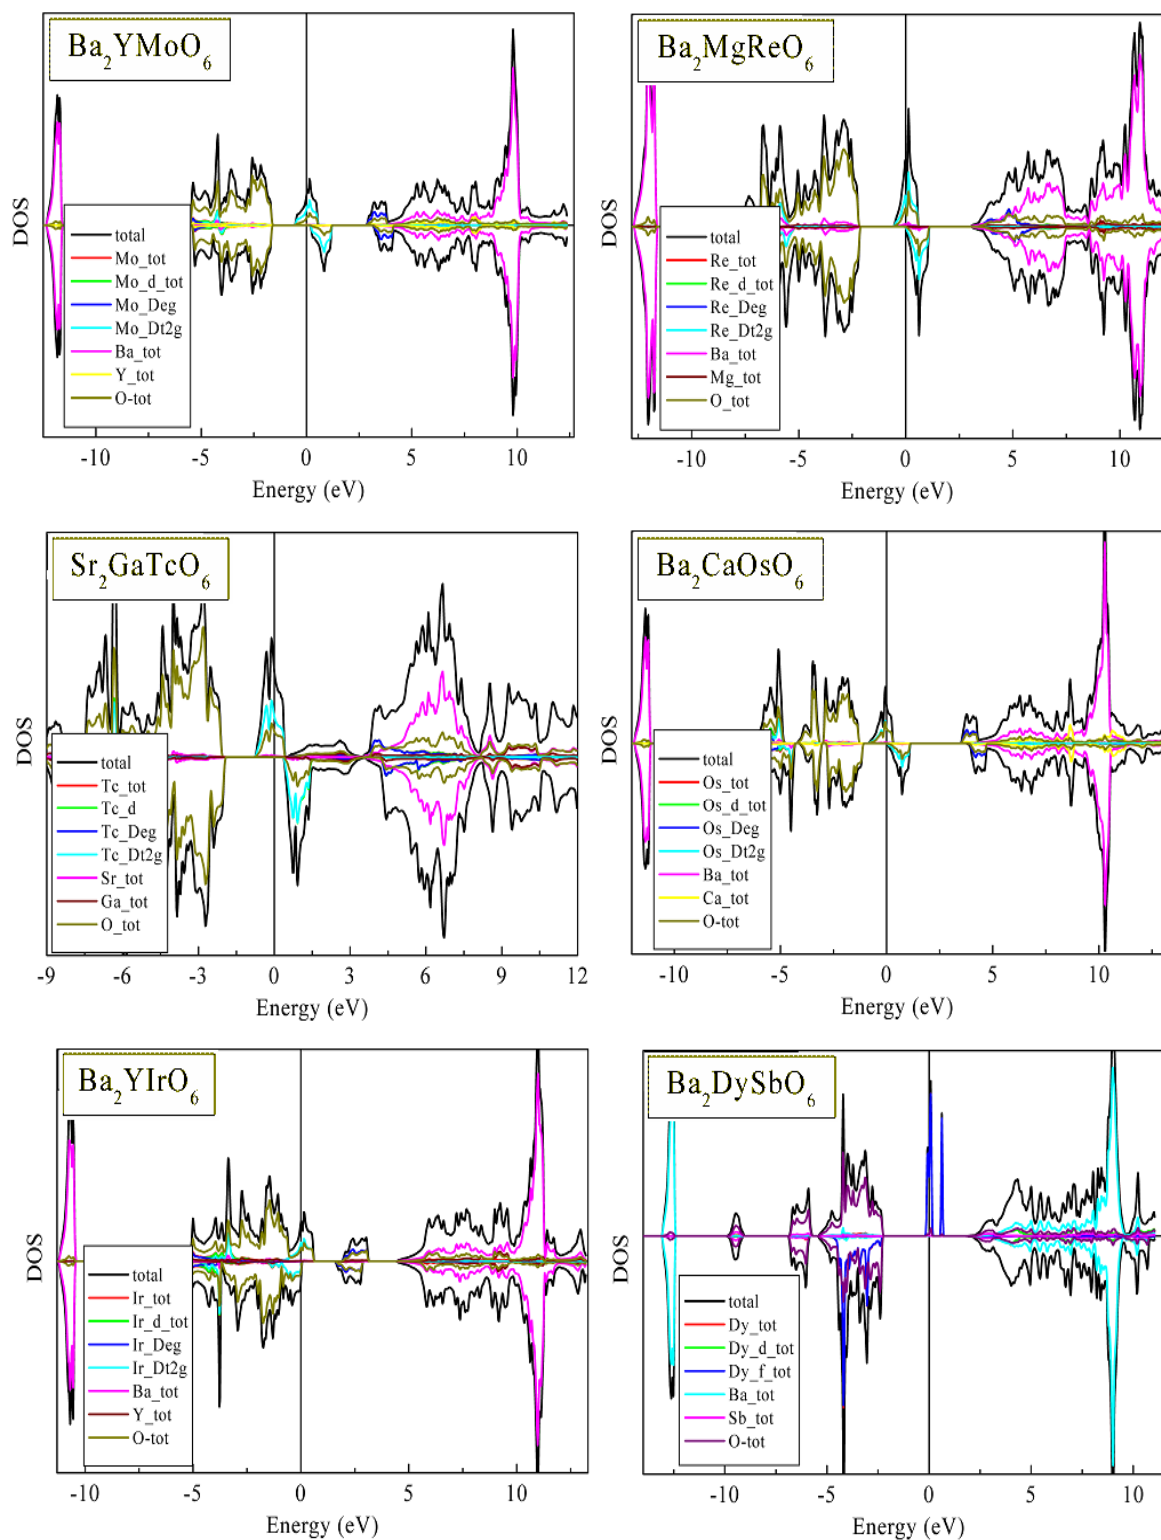 Ba2YMoO6
DOS
total
Mo_tot
Mo_d_tot
Mo_Deg
Mo_Dt2g
Ba_tot
Y_tot
O-tot
-10 -5 0 5 10
Energy (eV)
Ba2MgReO6
DOS
total
Re_tot
Re_d_tot
Re_Deg
Re_Dt2g
Ba_tot
Mg_tot
O_tot
-10 -5 0 5 10
Energy (eV)
Sr2GaTcO6
DOS
total
Tc_tot
Tc_d
Tc_Deg
Tc_Dt2g
Sr_tot
Ga_tot
O_tot
-9 -6 -3 0 3 6 9 12
Energy (eV)
Ba2CaOsO6
DOS
total
Os_tot
Os_d_tot
Os_Deg
Os_Dt2g
Ba_tot
Ca_tot
O-tot
-10 -5 0 5 10
Energy (eV)
Ba2YIrO6
DOS
total
Ir_tot
Ir_d_tot
Ir_Deg
Ir_Dt2g
Ba_tot
Y_tot
O-tot
-10 -5 0 5 10
Energy (eV)
Ba2DySbO6
DOS
total
Dy_tot
Dy_d_tot
Dy_f_tot
Ba_tot
Sb_tot
O-tot
-10 -5 0 5 10
Energy (eV)